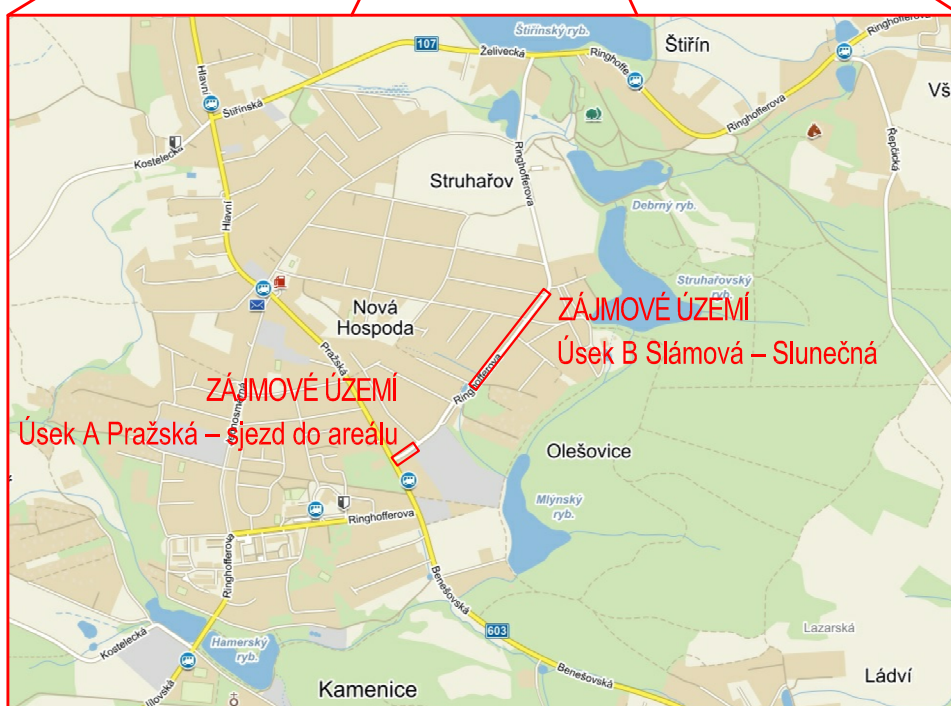 Štiřínský ryb.
Štiřín
Ringhofferova
107
Želivecká
Ringhoffe
Ringhofferova
Vš
Hlavní
Štiřínská
Kostelecká
Ringhofferova
Řepčická
Struhařov
Debrný ryb.
Hlavní
Struhařovský
ryb.
Nová
Hospoda
ZÁJMOVÉ ÚZEMÍ
Úsek B Slámová – Slunečná
Pražská
Ringhofferova
ZÁJMOVÉ ÚZEMÍ
Úsek A Pražská – sjezd do areálu
Olešovice
Mlýnský
ryb.
Ringhofferova
Ringhofferova
Benešovská
603
Lazarská
Kostelecká
Hamerský
ryb.
Benešovská
Ládví
Kamenice
Jílovská